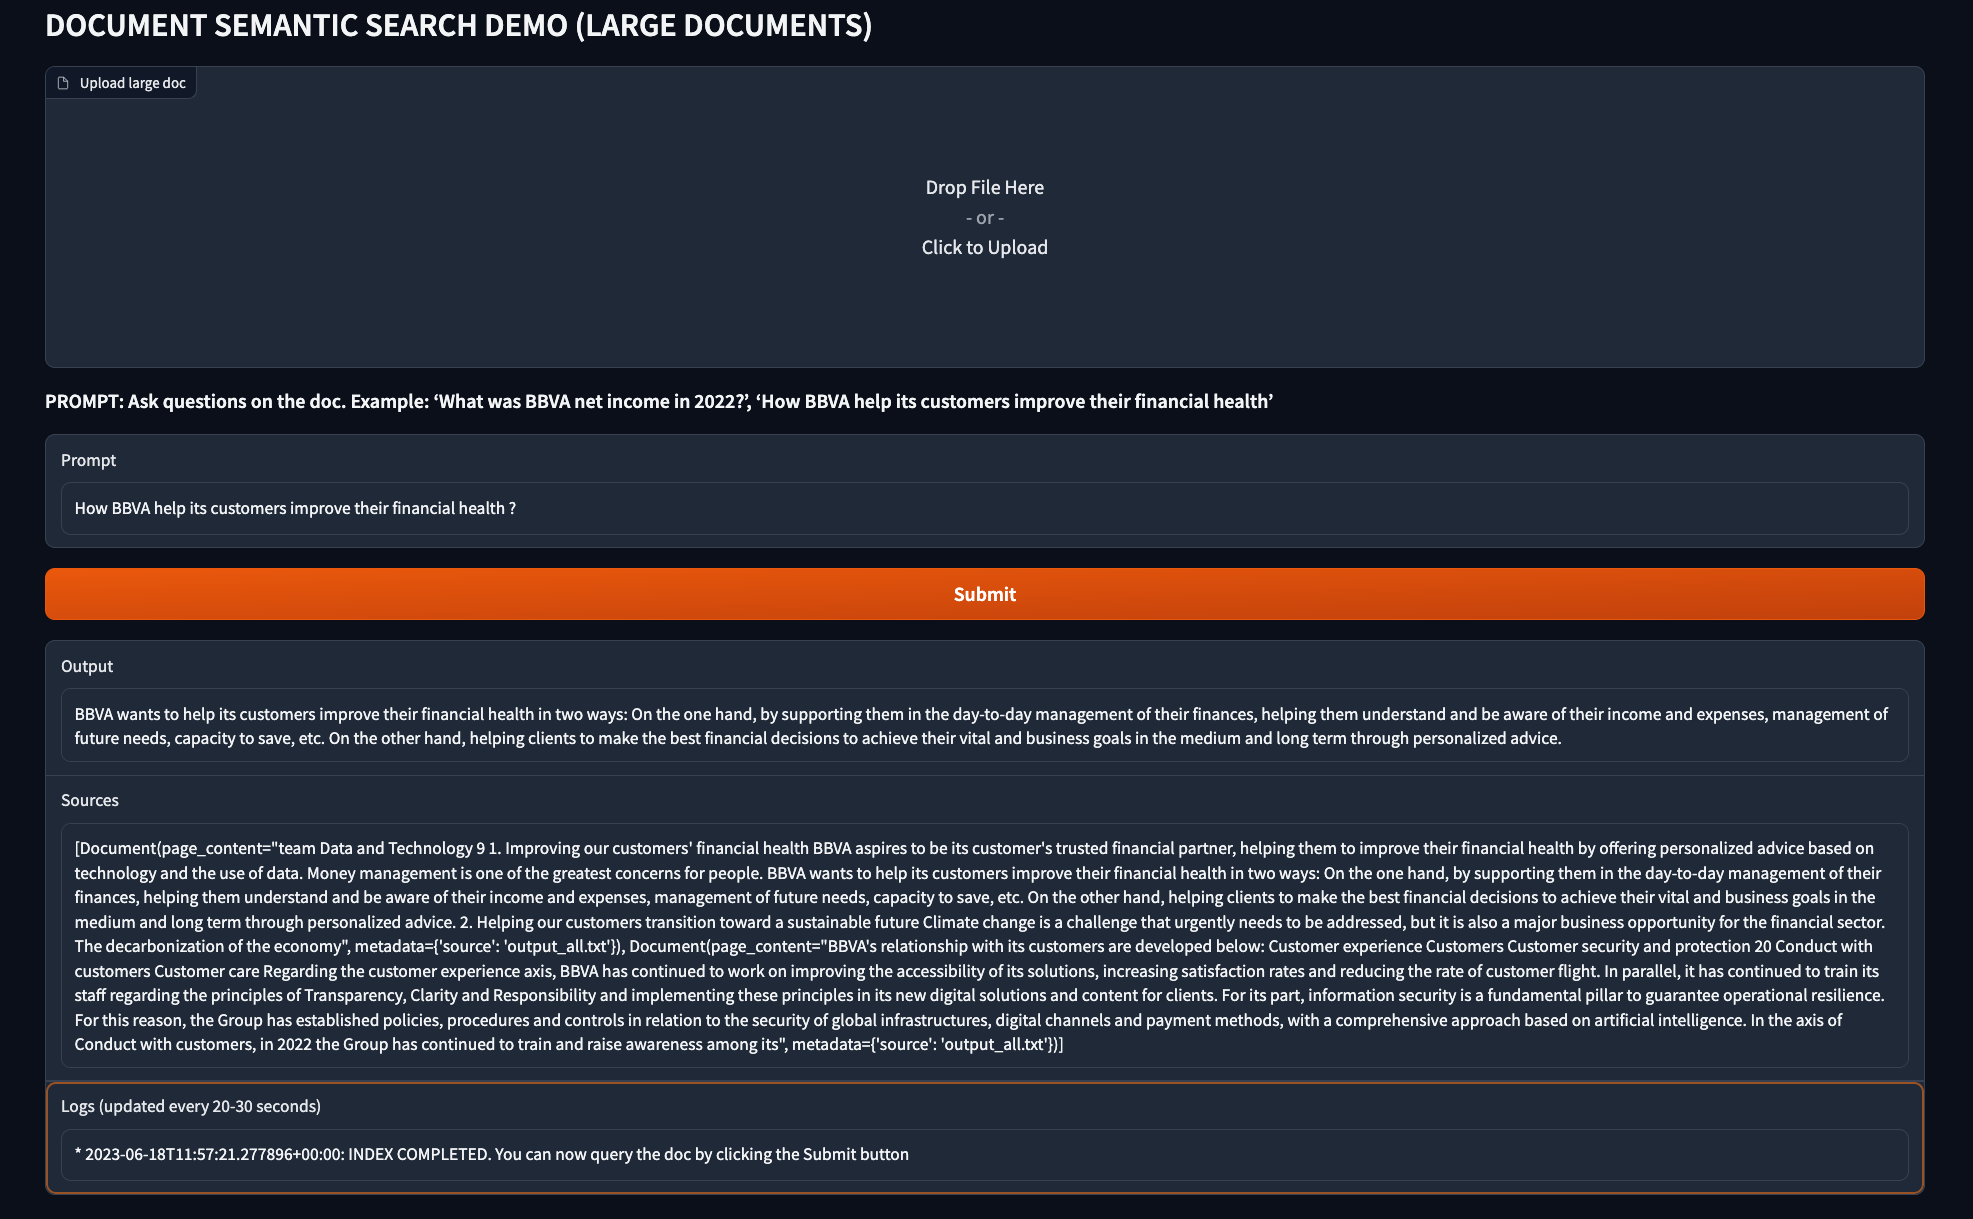 DOCUMENT SEMANTIC SEARCH DEMO (LARGE DOCUMENTS)
Upload large doc
Drop File Here
- or -
Click to Upload
PROMPT: Ask questions on the doc. Example: ‘What was BBVA net income in 2022?’, ‘How BBVA help its customers improve their financial health’
Prompt
How BBVA help its customers improve their financial health ?
Submit
Output
BBVA wants to help its customers improve their financial health in two ways: On the one hand, by supporting them in the day-to-day management of their finances, helping them understand and be aware of their income and expenses, management of
future needs, capacity to save, etc. On the other hand, helping clients to make the best financial decisions to achieve their vital and business goals in the medium and long term through personalized advice.
Sources
[Document(page_content="team Data and Technology 9 1. Improving our customers' financial health BBVA aspires to be its customer's trusted financial partner, helping them to improve their financial health by offering personalized advice based on
technology and the use of data. Money management is one of the greatest concerns for people. BBVA wants to help its customers improve their financial health in two ways: On the one hand, by supporting them in the day-to-day management of their
finances, helping them understand and be aware of their income and expenses, management of future needs, capacity to save, etc. On the other hand, helping clients to make the best financial decisions to achieve their vital and business goals in the
medium and long term through personalized advice. 2. Helping our customers transition toward a sustainable future Climate change is a challenge that urgently needs to be addressed, but it is also a major business opportunity for the financial sector.
The decarbonization of the economy", metadata={'source': 'output_all.txt'}), Document(page_content="BBVA's relationship with its customers are developed below: Customer experience Customers Customer security and protection 20 Conduct with
customers Customer care Regarding the customer experience axis, BBVA has continued to work on improving the accessibility of its solutions, increasing satisfaction rates and reducing the rate of customer flight. In parallel, it has continued to train its
staff regarding the principles of Transparency, Clarity and Responsibility and implementing these principles in its new digital solutions and content for clients. For its part, information security is a fundamental pillar to guarantee operational resilience.
For this reason, the Group has established policies, procedures and controls in relation to the security of global infrastructures, digital channels and payment methods, with a comprehensive approach based on artificial intelligence. In the axis of
Conduct with customers, in 2022 the Group has continued to train and raise awareness among its", metadata={'source': 'output_all.txt'})]
Logs (updated every 20-30 seconds)
* 2023-06-18T11:57:21.277896+00:00: INDEX COMPLETED. You can now query the doc by clicking the Submit button